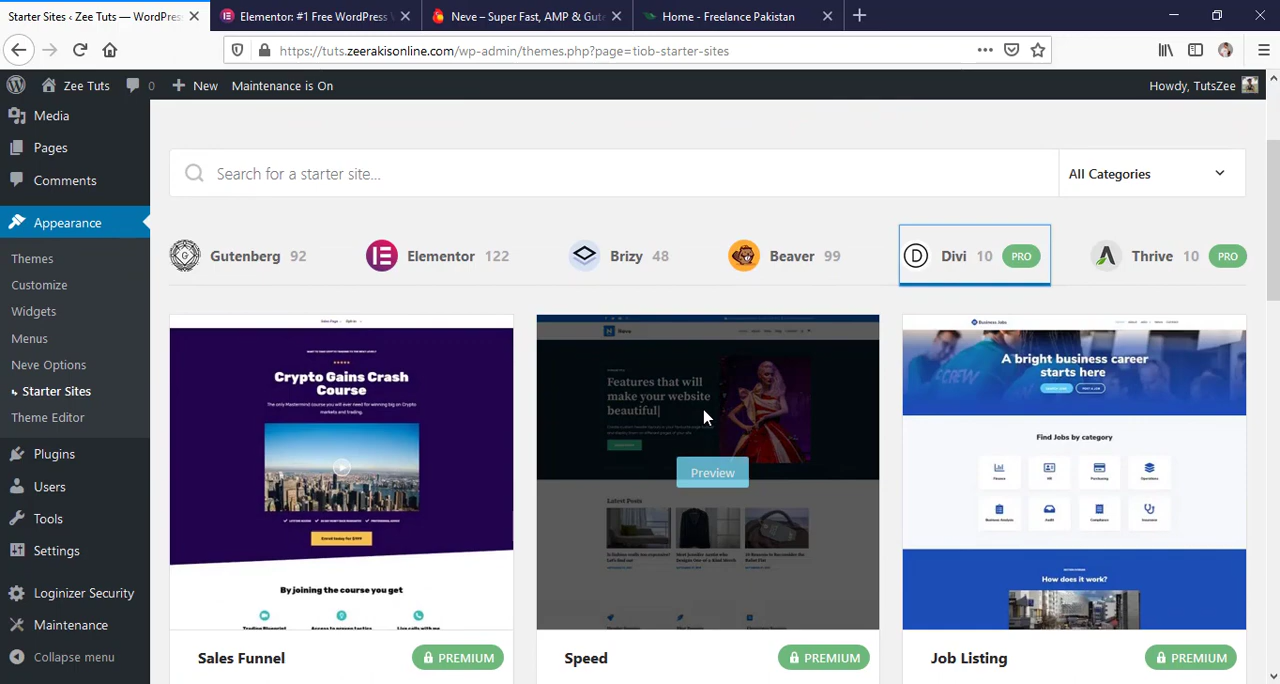 Starter Sites ‹ Zee Tuts — WordPres
Elementor: #1 Free WordPress
Neve – Super Fast, AMP & Gute
Home - Freelance Pakistan
https://tuts.zeerakisonline.com/wp-admin/themes.php?page=tiob-starter-sites
Zee Tuts
0
New
Maintenance is On
Howdy, TutsZee
Media
Pages
Comments
Appearance
Themes
Customize
Widgets
Menus
Neve Options
Starter Sites
Theme Editor
Plugins
Users
Tools
Settings
Loginizer Security
Maintenance
Collapse menu
Search for a starter site...
All Categories
Gutenberg 92
Elementor 122
Brizy 48
Beaver 99
Divi 10 PRO
Thrive 10 PRO
Crypto Gains Crash
Course
By joining the course you get
Sales Funnel
PREMIUM
Features that will
make your website
beautiful|
Preview
Latest Posts
Speed
PREMIUM
Business Jobs
A bright business career
starts here
Find Jobs by category
How does it work?
Job Listing
PREMIUM